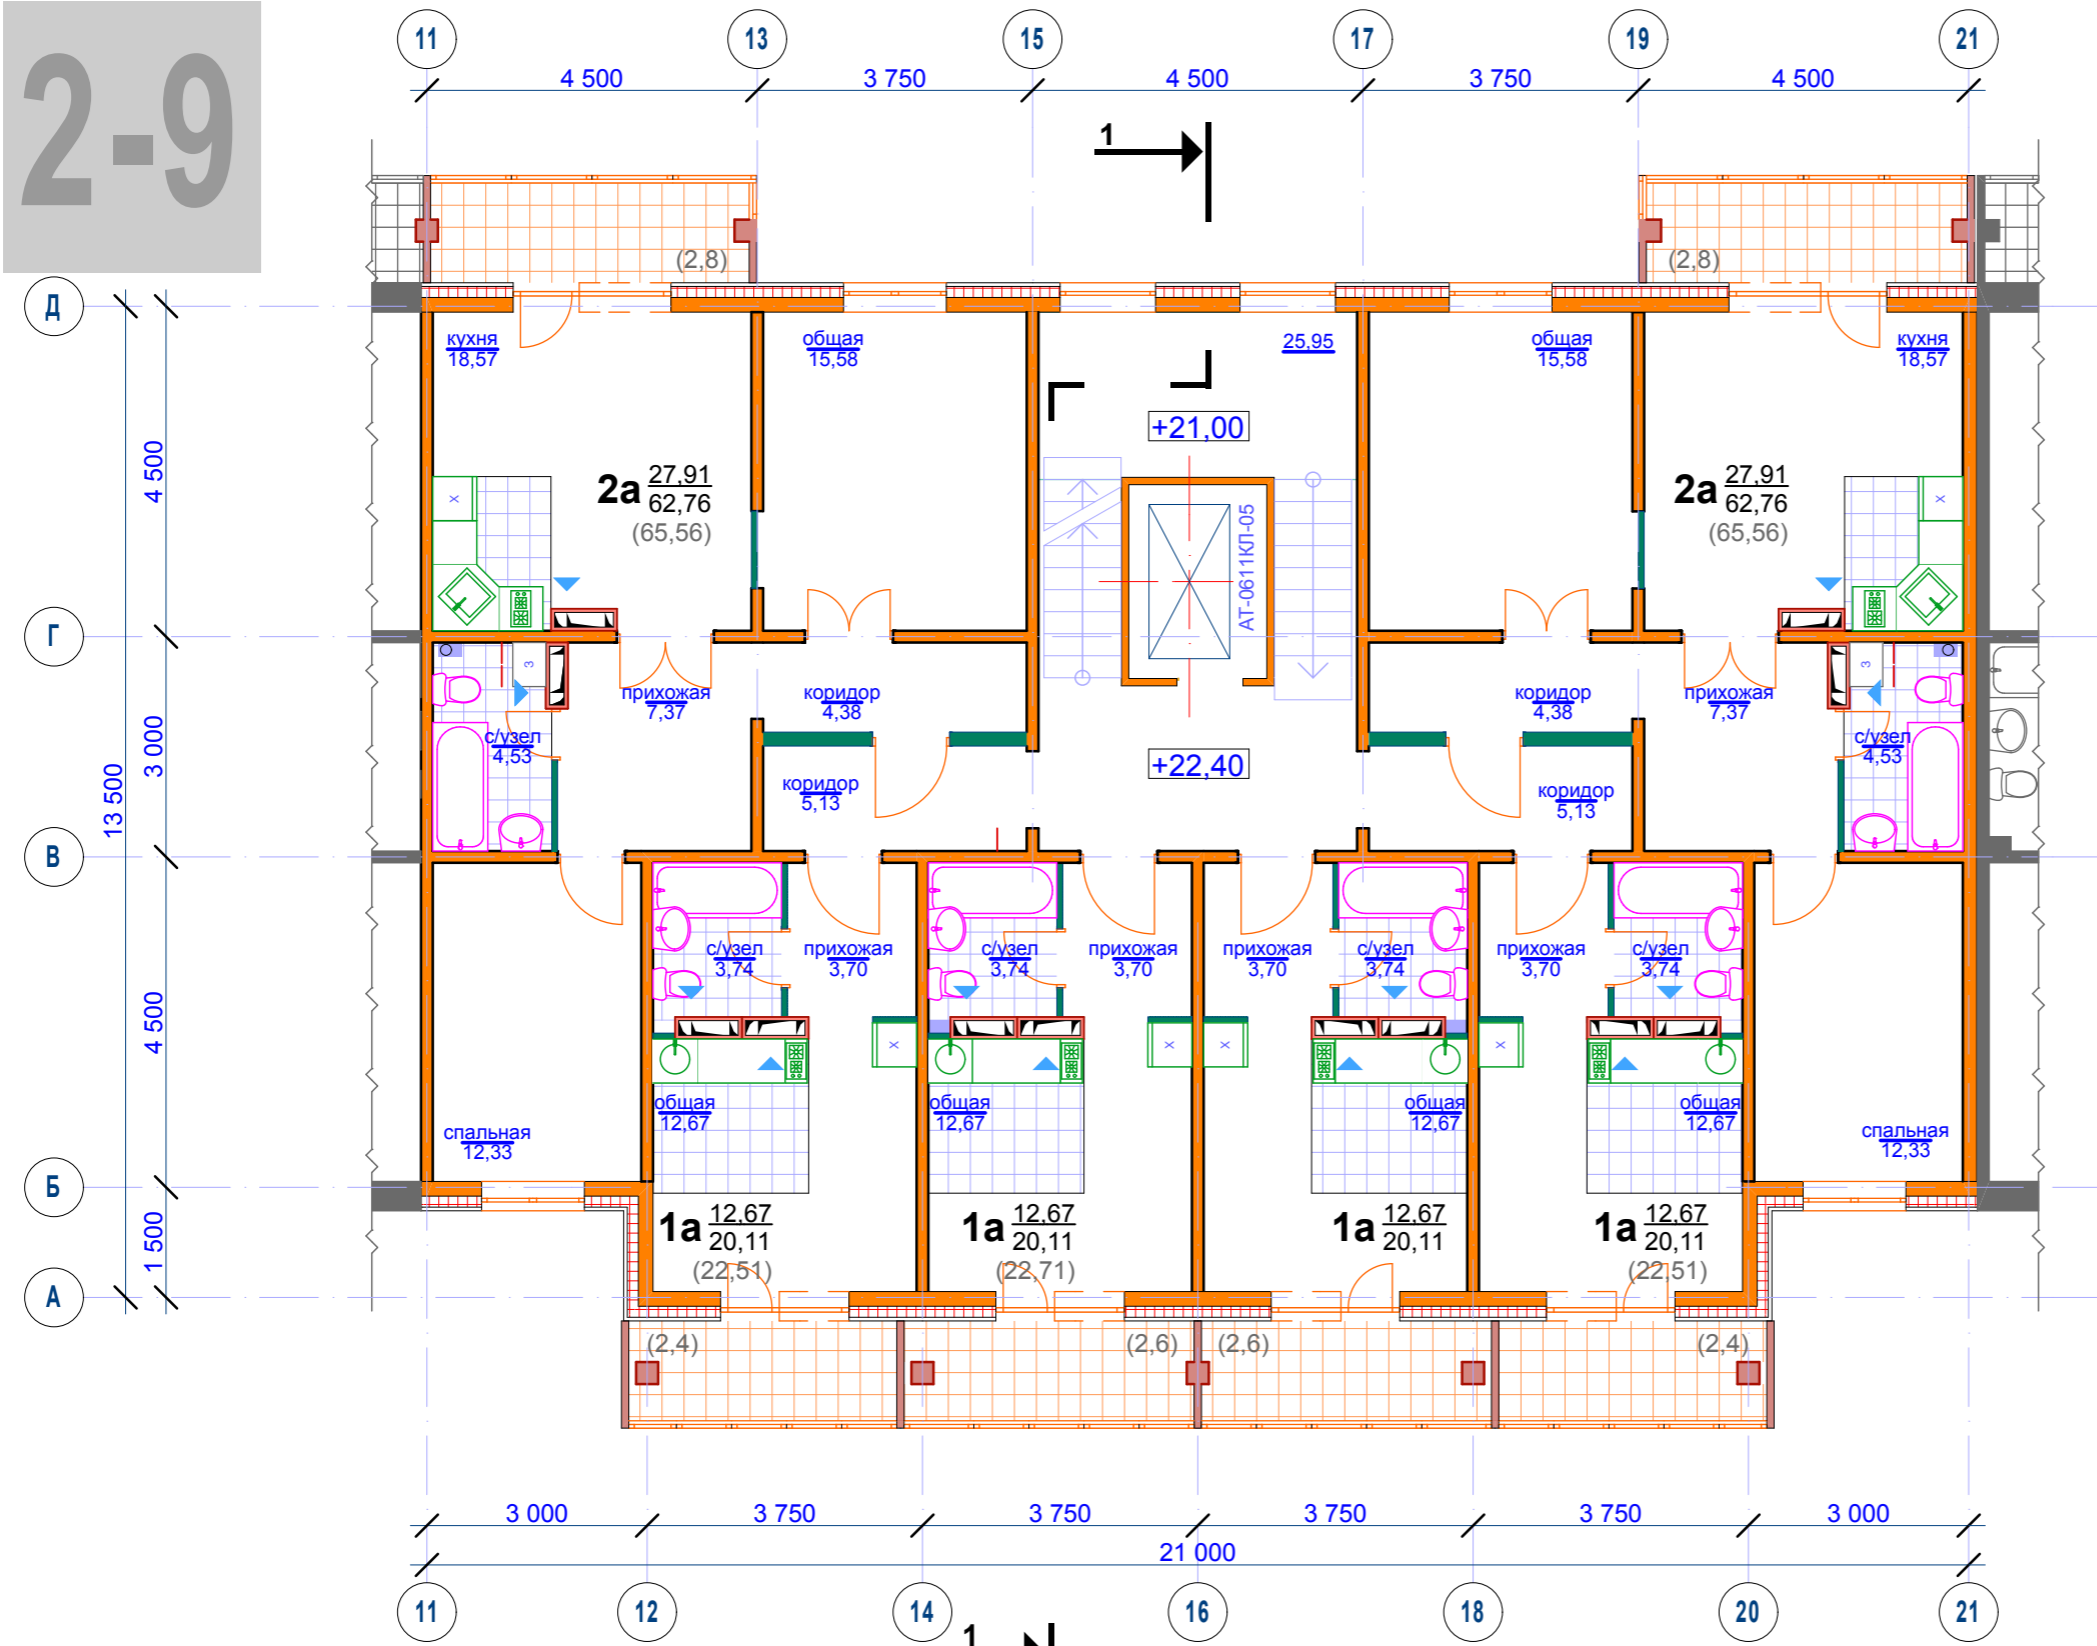 2-9
11 13 15 17 19 21
4 500 3 750 4 500 3 750 4 500
1
(2,8) (2,8)
Д
кухня
18,57
общая
15,58
25,95
общая
15,58
кухня
18,57
+21,00
4 500
2а 27,91
62,76
(65,56)
х
АТ-0611КЛ-05
2а 27,91
62,76
(65,56)
х
Г
3
3
прихожая
7,37
коридор
4,38
коридор
4,38
прихожая
7,37
с/узел
4,53
с/узел
4,53
3 000
13 500
+22,40
коридор
5,13
коридор
5,13
В
с/узел
3,74
прихожая
3,70
с/узел
3,74
прихожая
3,70
прихожая
3,70
с/узел
3,74
прихожая
3,70
с/узел
3,74
4 500
х х х х
общая
12,67
общая
12,67
общая
12,67
общая
12,67
спальная
12,33
спальная
12,33
Б
1 500
1а 12,67
20,11
(22,51)
1а 12,67
20,11
(22,71)
1а 12,67
20,11
1а 12,67
20,11
(22,51)
А
(2,4) (2,6) (2,6) (2,4)
3 000 3 750 3 750 3 750 3 750 3 000
21 000
11 12 14 16 18 20 21
1